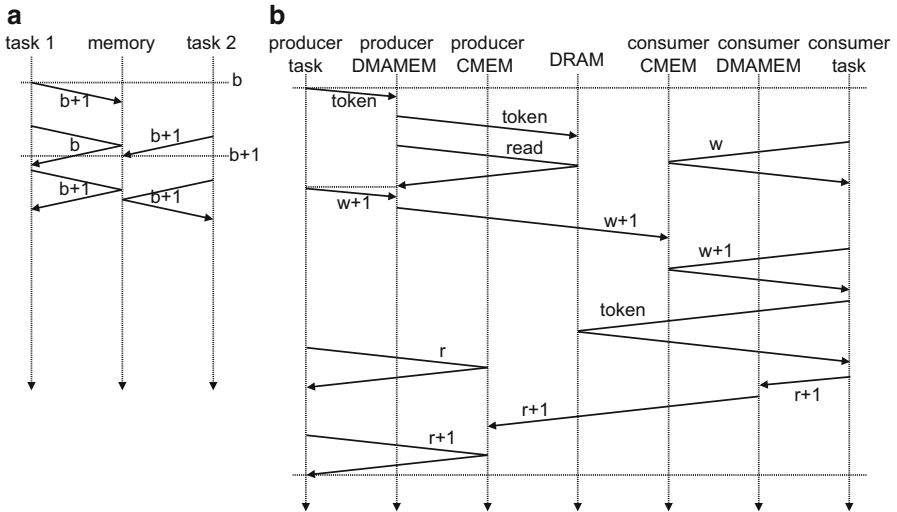 a
task 1 memory task 2
b
b+1
b b+1
b+1
b+1 b+1
b
producer task
producer DMAMEM
producer CMEM
DRAM
consumer CMEM
consumer DMAMEM
consumer task
token
token
read
w
w+1
w+1
w+1
token
r
r+1
r+1
r+1